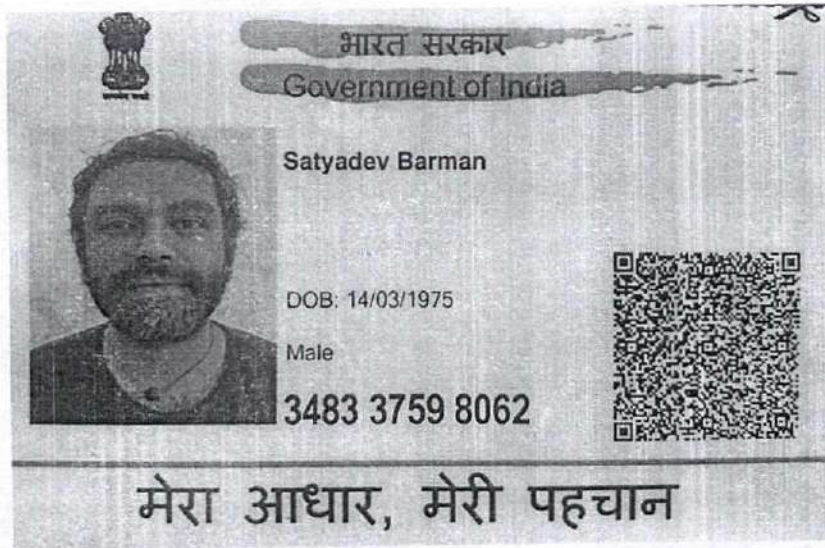 भारत सरकार
Government of India
Satyadev Barman
DOB: 14/03/1975
Male
3483 3759 8062
मेरा आधार, मेरी पहचान